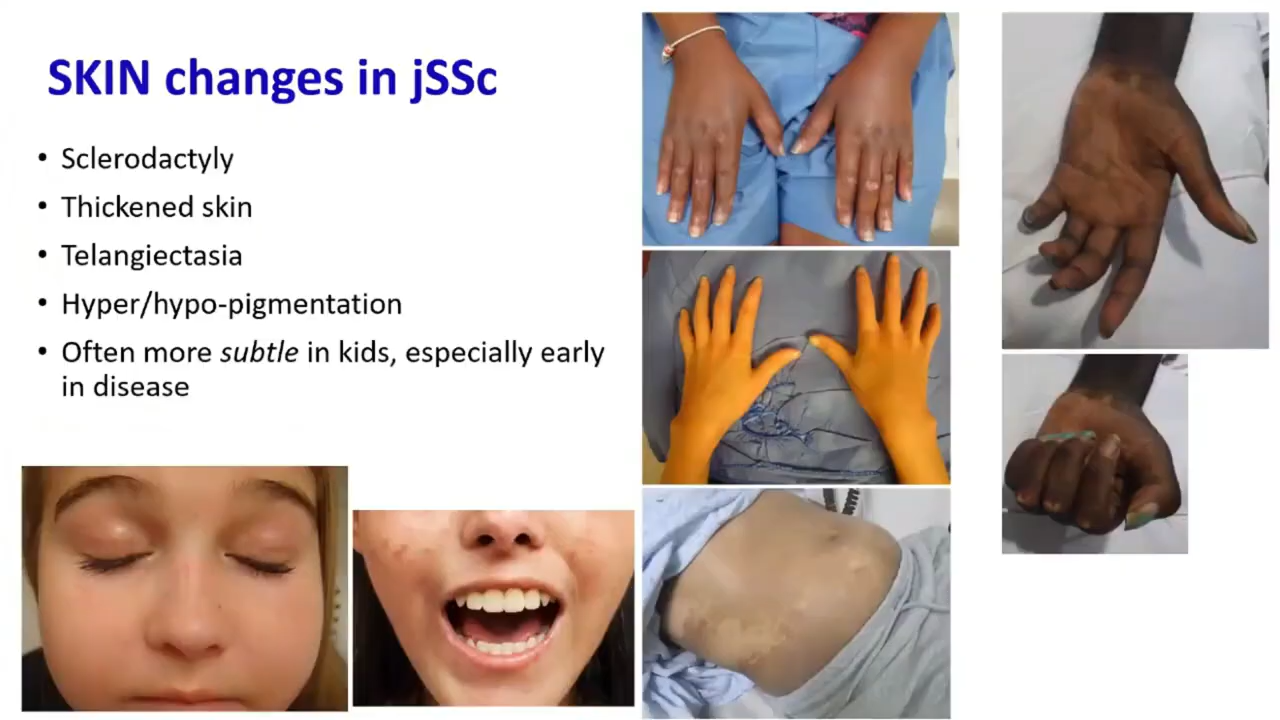 SKIN changes in jSSc
• Sclerodactyly
• Thickened skin
• Telangiectasia
• Hyper/hypo-pigmentation
• Often more subtle in kids, especially early
in disease